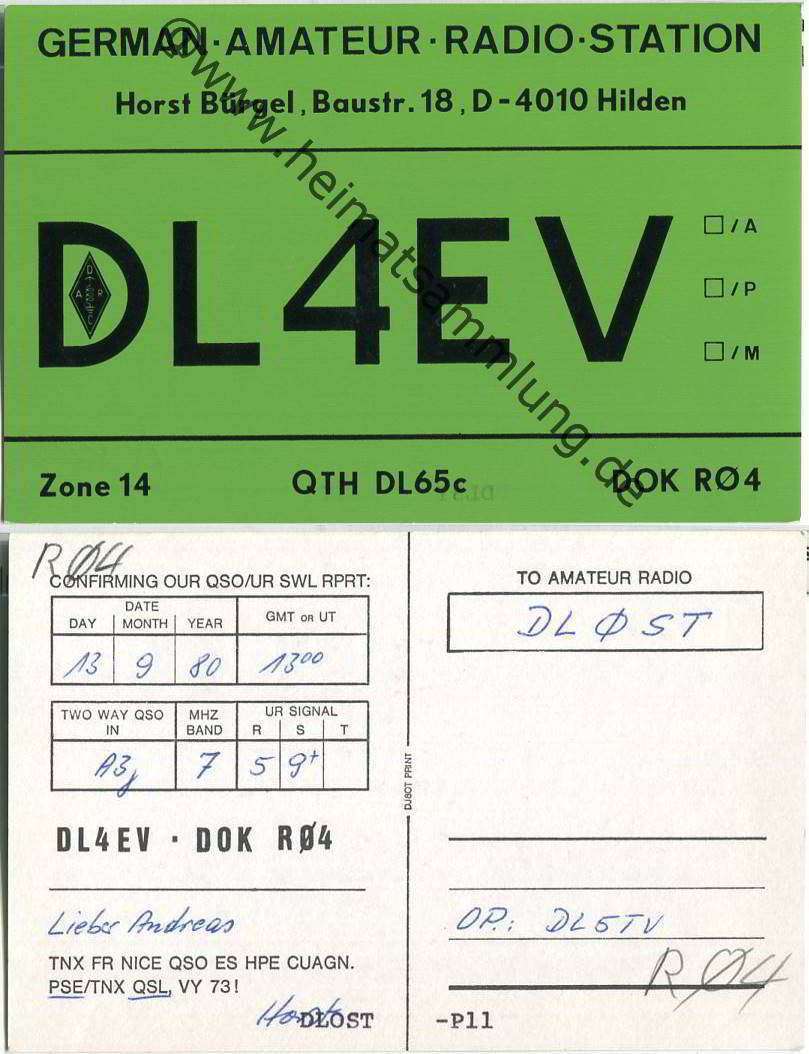 GERMAN · AMATEUR · RADIO · STATION
Horst Bürgel, Baustr. 18, D-4010 Hilden
©www.heimatsammlung.de
DL4EV
DARC
/A
/P
/M
Zone 14 QTH DL65c DOK RØ4
RØ4
CONFIRMING OUR QSO/UR SWL RPRT:
DATE
DAY MONTH YEAR GMT OR UT
13 9 80 13⁰⁰
TWO WAY QSO IN MHZ BAND UR SIGNAL
R S T
A3j 7 5 9+
DL4EV · DOK RØ4
Lieber Andreas
TNX FR NICE QSO ES HPE CUAGN.
PSE/TNX QSL, VY 73!
Horst
DLOST -P11
DJ8OT PRINT
TO AMATEUR RADIO
DLØST
OP.: DL5TV
RØ4